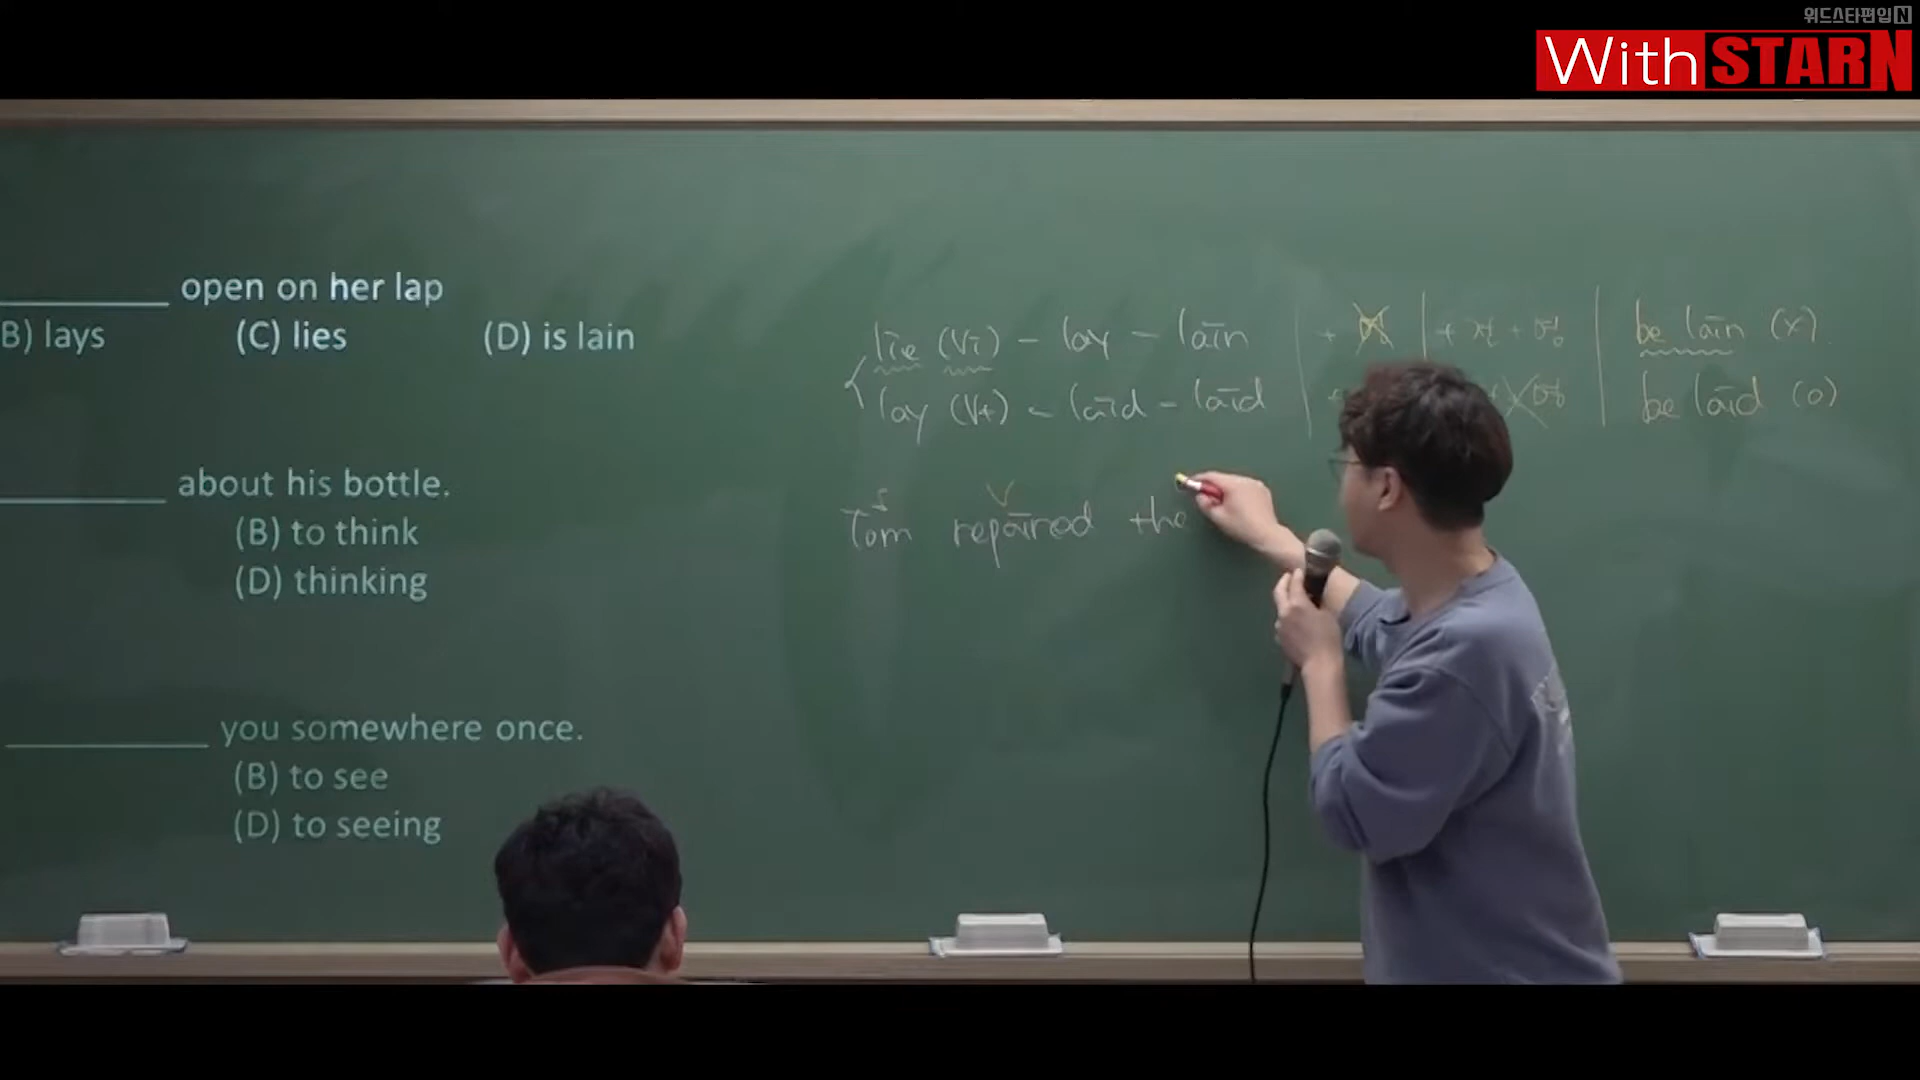 위드스타편입N
With STARN
open on her lap
B) lays (C) lies (D) is lain
lie (Vi) - lay - lain + + + be lain (x)
lay (Vt) - laid - laid be laid (o)
about his bottle.
S V
Tom repaired the
(B) to think
(D) thinking
you somewhere once.
(B) to see
(D) to seeing